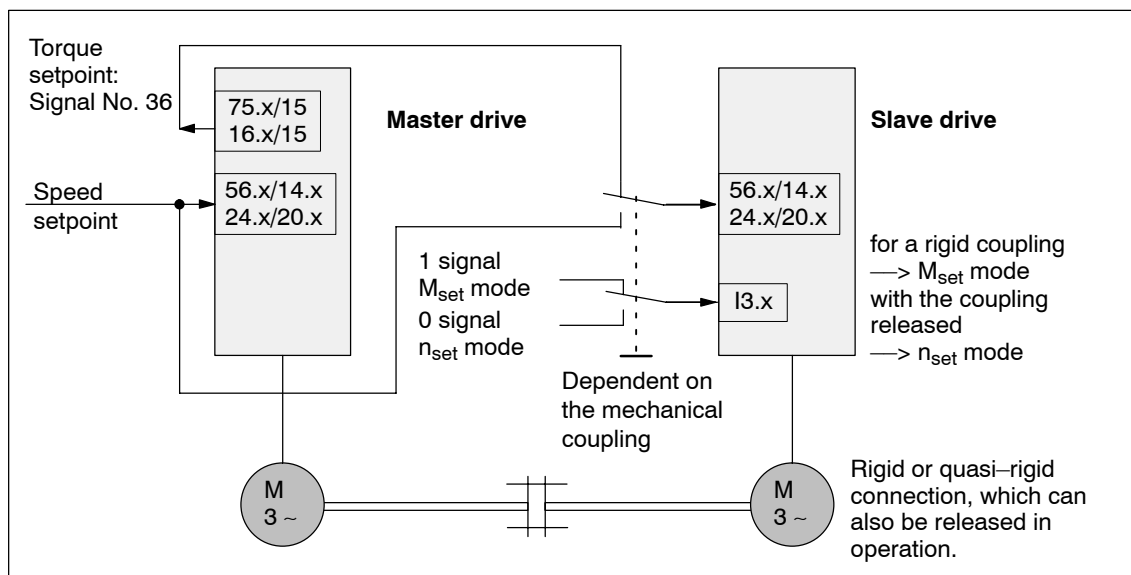 Torque
setpoint:
Signal No. 36
75.x/15
16.x/15
Master drive
Slave drive
Speed
setpoint
56.x/14.x
24.x/20.x
56.x/14.x
24.x/20.x
1 signal
Mset mode
0 signal
nset mode
I3.x
for a rigid coupling
––> Mset mode
with the coupling
released
––> nset mode
Dependent on
the mechanical
coupling
M
3 ~
M
3 ~
Rigid or quasi–rigid
connection, which can
also be released in
operation.